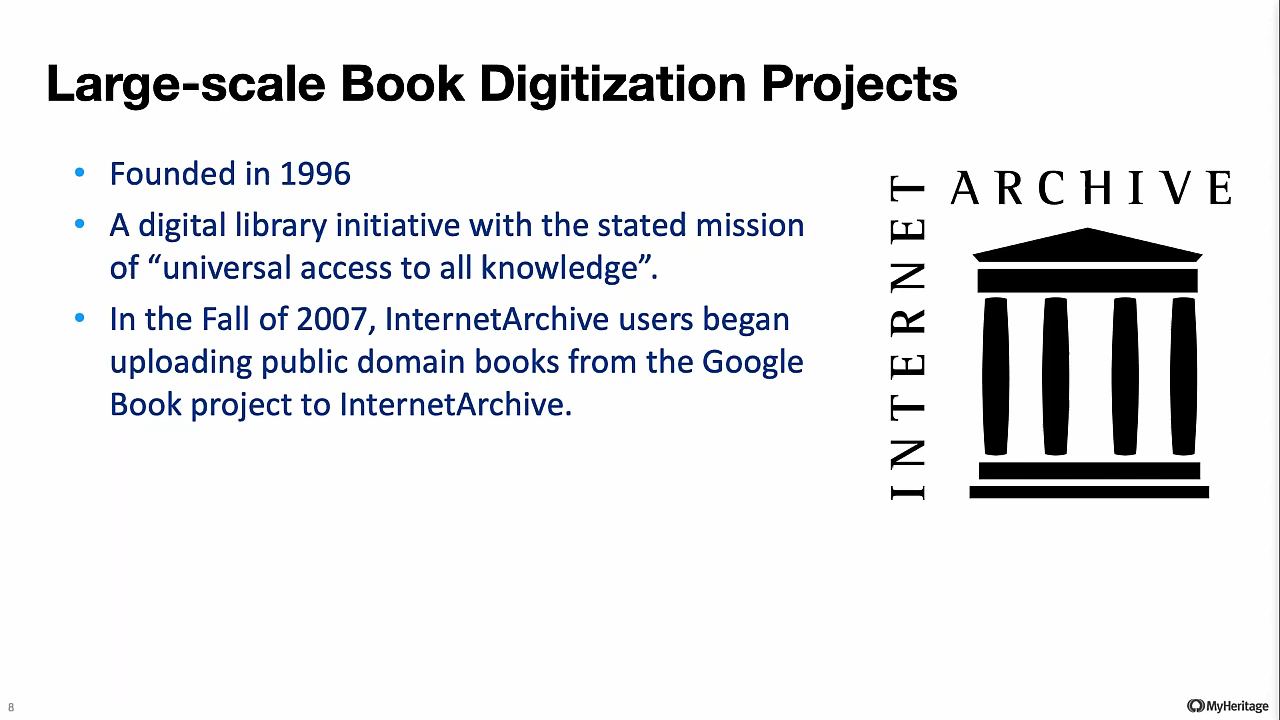 Large-scale Book Digitization Projects
• Founded in 1996
• A digital library initiative with the stated mission
of “universal access to all knowledge”.
• In the Fall of 2007, InternetArchive users began
uploading public domain books from the Google
Book project to InternetArchive.
INTERNET
ARCHIVE
8
MyHeritage